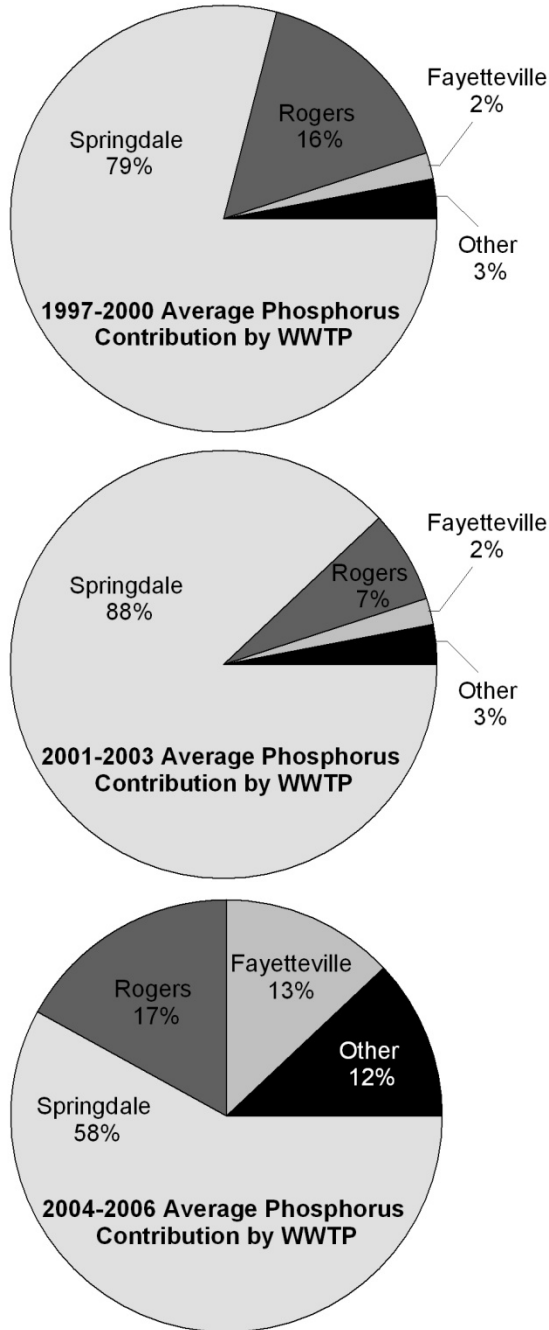 Fayetteville
2%
Rogers
16%
Springdale
79%
Other
3%
1997-2000 Average Phosphorus
Contribution by WWTP
Fayetteville
2%
Rogers
7%
Springdale
88%
Other
3%
2001-2003 Average Phosphorus
Contribution by WWTP
Fayetteville
13%
Rogers
17%
Other
12%
Springdale
58%
2004-2006 Average Phosphorus
Contribution by WWTP